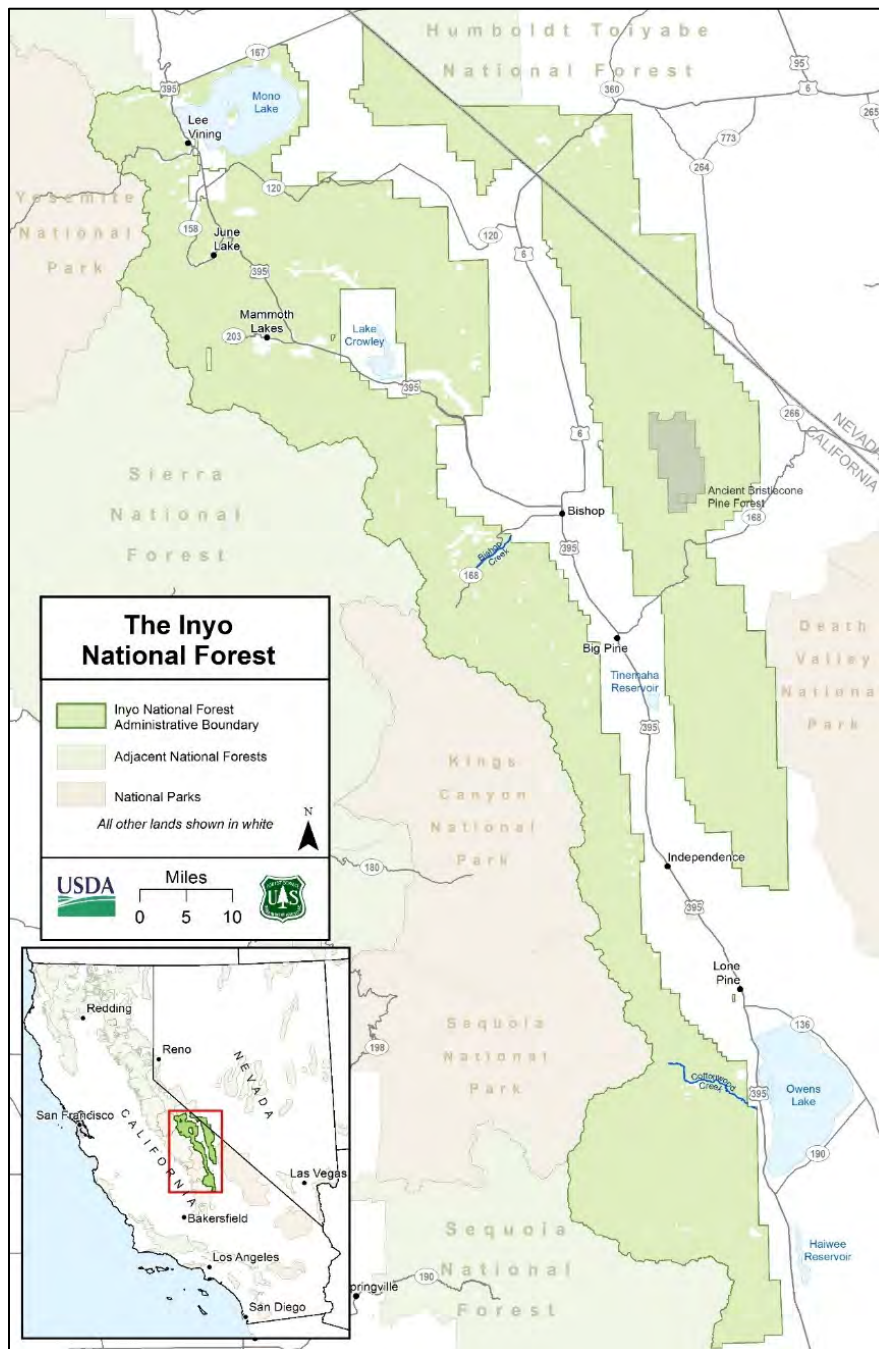 Humboldt Toiyabe
National Forest
167
395
95
6
360
Mono
Lake
265
773
Lee
Vining
264
Yosemite
National
Park
120
158
June
Lake
120
6
395
Mammoth
Lakes
203
Lake
Crowley
395
266
NEVADA
CALIFORNIA
6
Sierra
National
Forest
Ancient Bristlecone
Pine Forest
Bishop
168
395
Bishop
Creek
168
Big Pine
Death
Valley
National
Park
Tinemaha
Reservoir
395
Kings
Canyon
National
Park
The Inyo
National Forest
Inyo National Forest
Administrative Boundary
Adjacent National Forests
National Parks
All other lands shown in white
N
USDA
Miles
0 5 10
US
180
Independence
395
Lone
Pine
136
Sequoia
National
Park
198
Cottonwood
Creek
395
Owens
Lake
190
Haiwee
Reservoir
Sequoia
National
Forest
190
pringville
Redding
Reno
NEVADA
San Francisco
CALIFORNIA
Las Vegas
Bakersfield
Los Angeles
San Diego